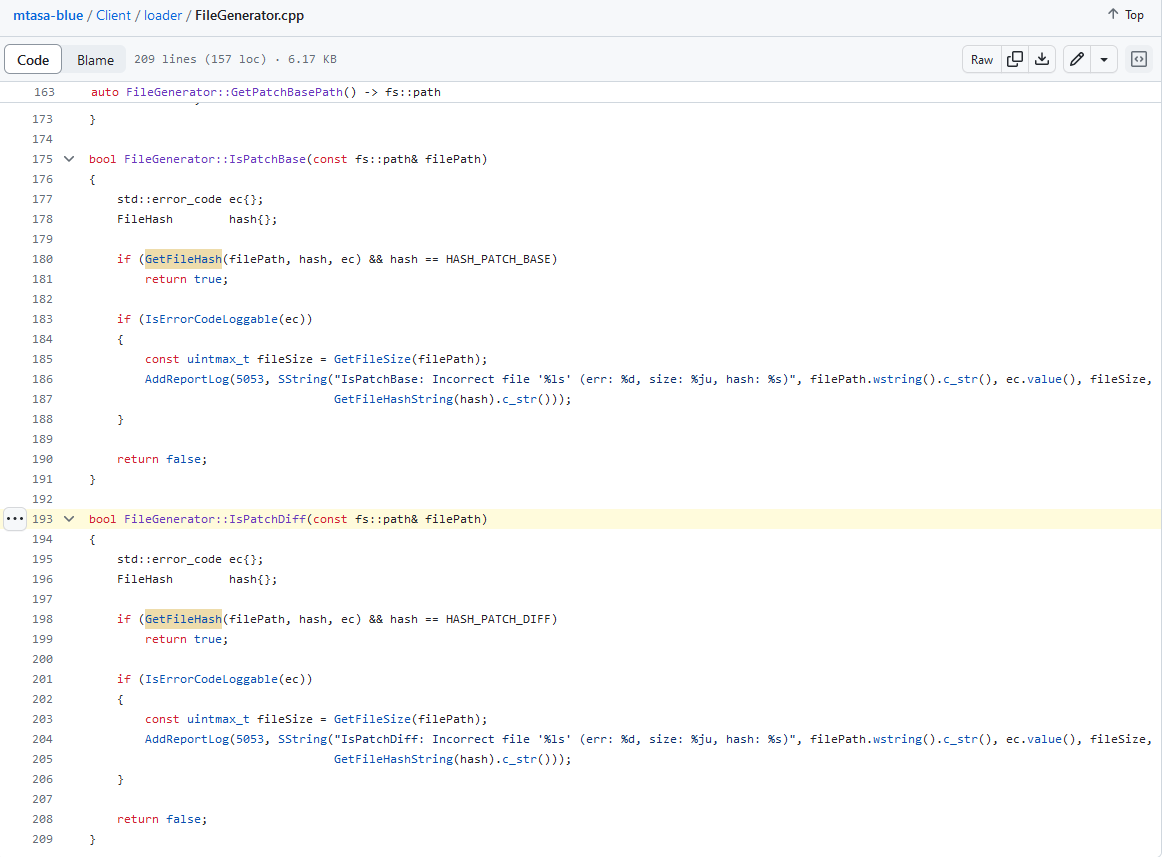 mtasa-blue / Client / loader / FileGenerator.cpp
Top
Code Blame 209 lines (157 loc) · 6.17 KB
Raw
163 auto FileGenerator::GetPatchBasePath() -> fs::path
173 }
174
175 bool FileGenerator::IsPatchBase(const fs::path& filePath)
176 {
177 std::error_code ec{};
178 FileHash        hash{};
179
180 if (GetFileHash(filePath, hash, ec) && hash == HASH_PATCH_BASE)
181 return true;
182
183 if (IsErrorCodeLoggable(ec))
184 {
185 const uintmax_t fileSize = GetFileSize(filePath);
186 AddReportLog(5053, SString("IsPatchBase: Incorrect file '%ls' (err: %d, size: %ju, hash: %s)", filePath.wstring().c_str(), ec.value(), fileSize,
187 GetFileHashString(hash).c_str()));
188 }
189
190 return false;
191 }
192
193 bool FileGenerator::IsPatchDiff(const fs::path& filePath)
194 {
195 std::error_code ec{};
196 FileHash        hash{};
197
198 if (GetFileHash(filePath, hash, ec) && hash == HASH_PATCH_DIFF)
199 return true;
200
201 if (IsErrorCodeLoggable(ec))
202 {
203 const uintmax_t fileSize = GetFileSize(filePath);
204 AddReportLog(5053, SString("IsPatchDiff: Incorrect file '%ls' (err: %d, size: %ju, hash: %s)", filePath.wstring().c_str(), ec.value(), fileSize,
205 GetFileHashString(hash).c_str()));
206 }
207
208 return false;
209 }